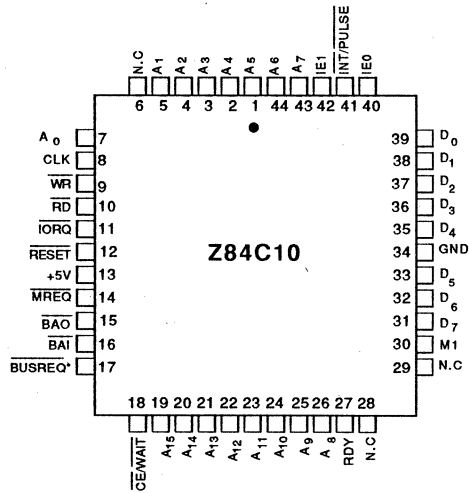 N.C A1 A2 A3 A4 A5 A6 A7 IE1 INT/PULSE IE0
6 5 4 3 2 1 44 43 42 41 40
A0 7 39 D0
CLK 8 38 D1
WR 9 37 D2
RD 10 36 D3
IORQ 11 35 D4
RESET 12 Z84C10 34 GND
+5V 13 33 D5
MREQ 14 32 D6
BAO 15 31 D7
BAI 16 30 M1
BUSREQ* 17 29 N.C
18 19 20 21 22 23 24 25 26 27 28
CE/WAIT A15 A14 A13 A12 A11 A10 A9 A8 RDY N.C